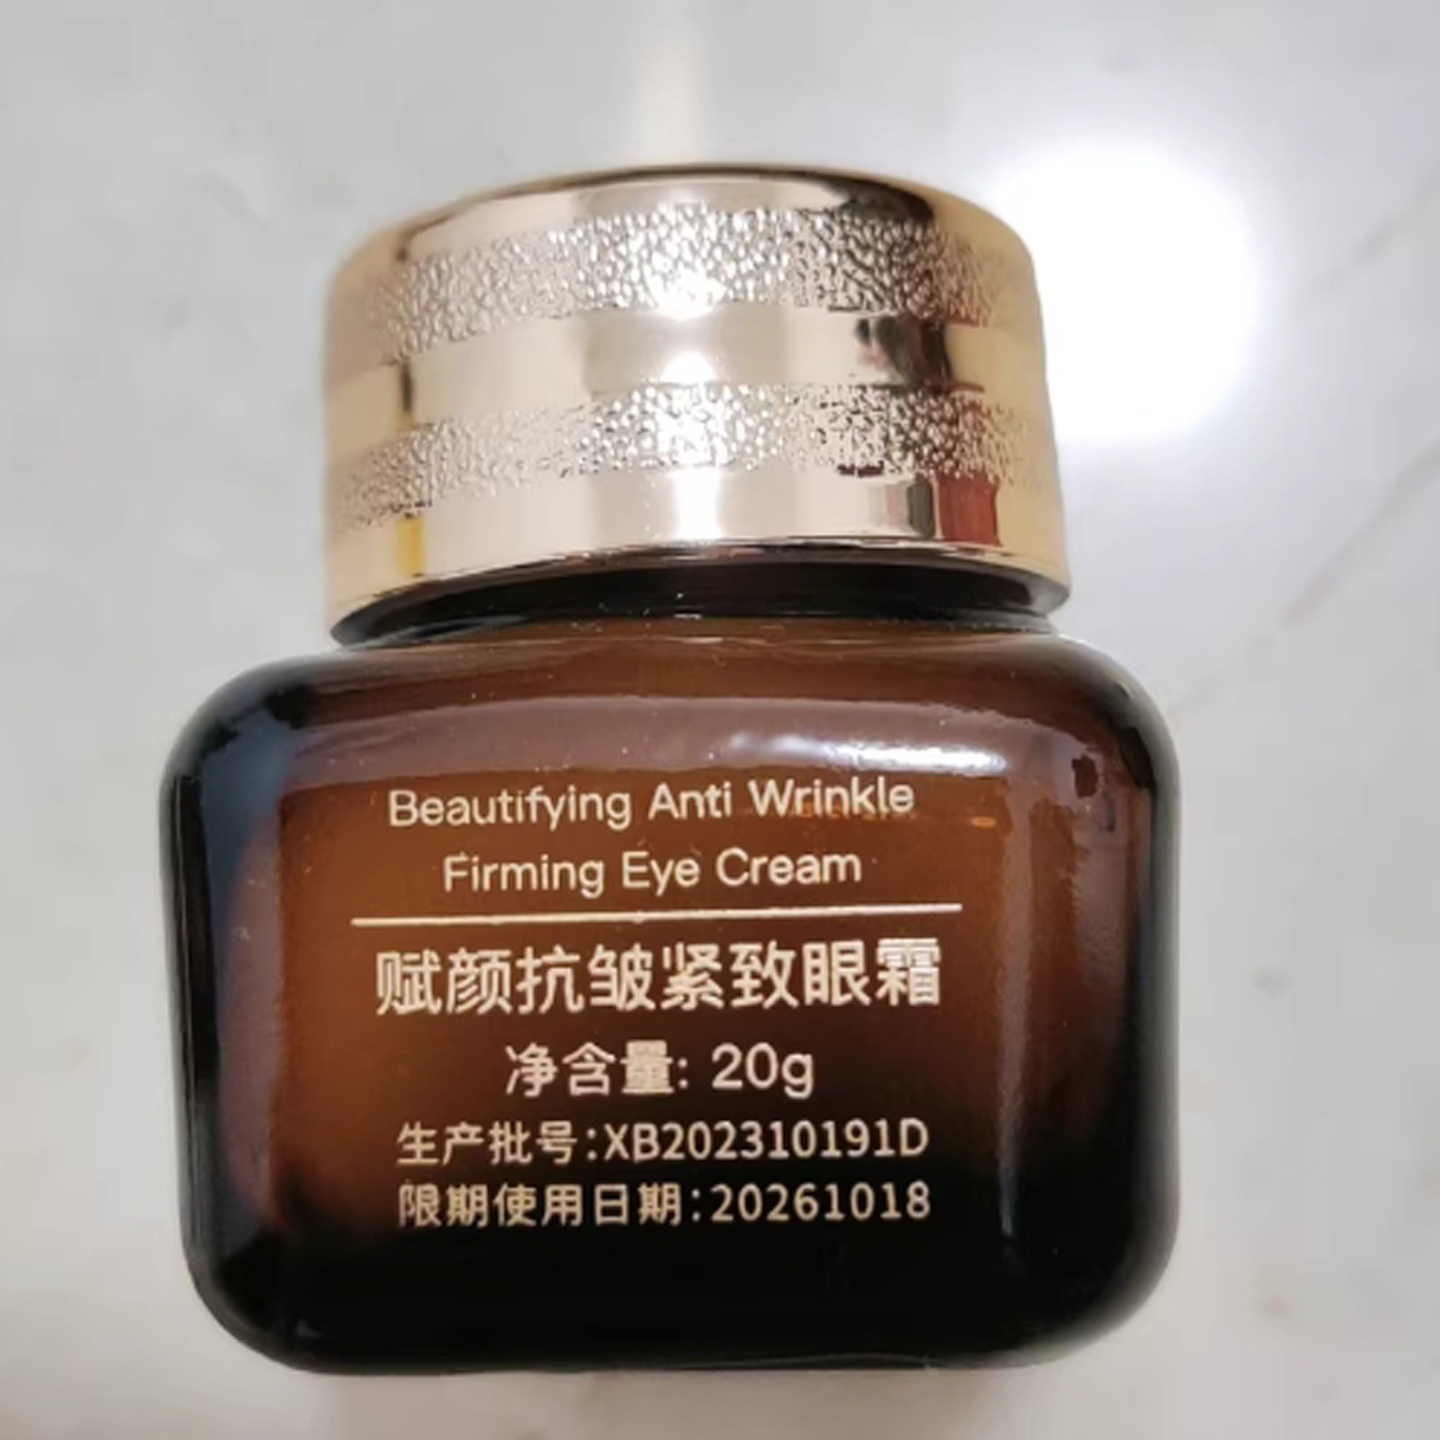 Beautifying Anti Wrinkle
Firming Eye Cream
赋颜抗皱紧致眼霜
净含量: 20g
生产批号:XB202310191D
限期使用日期:20261018